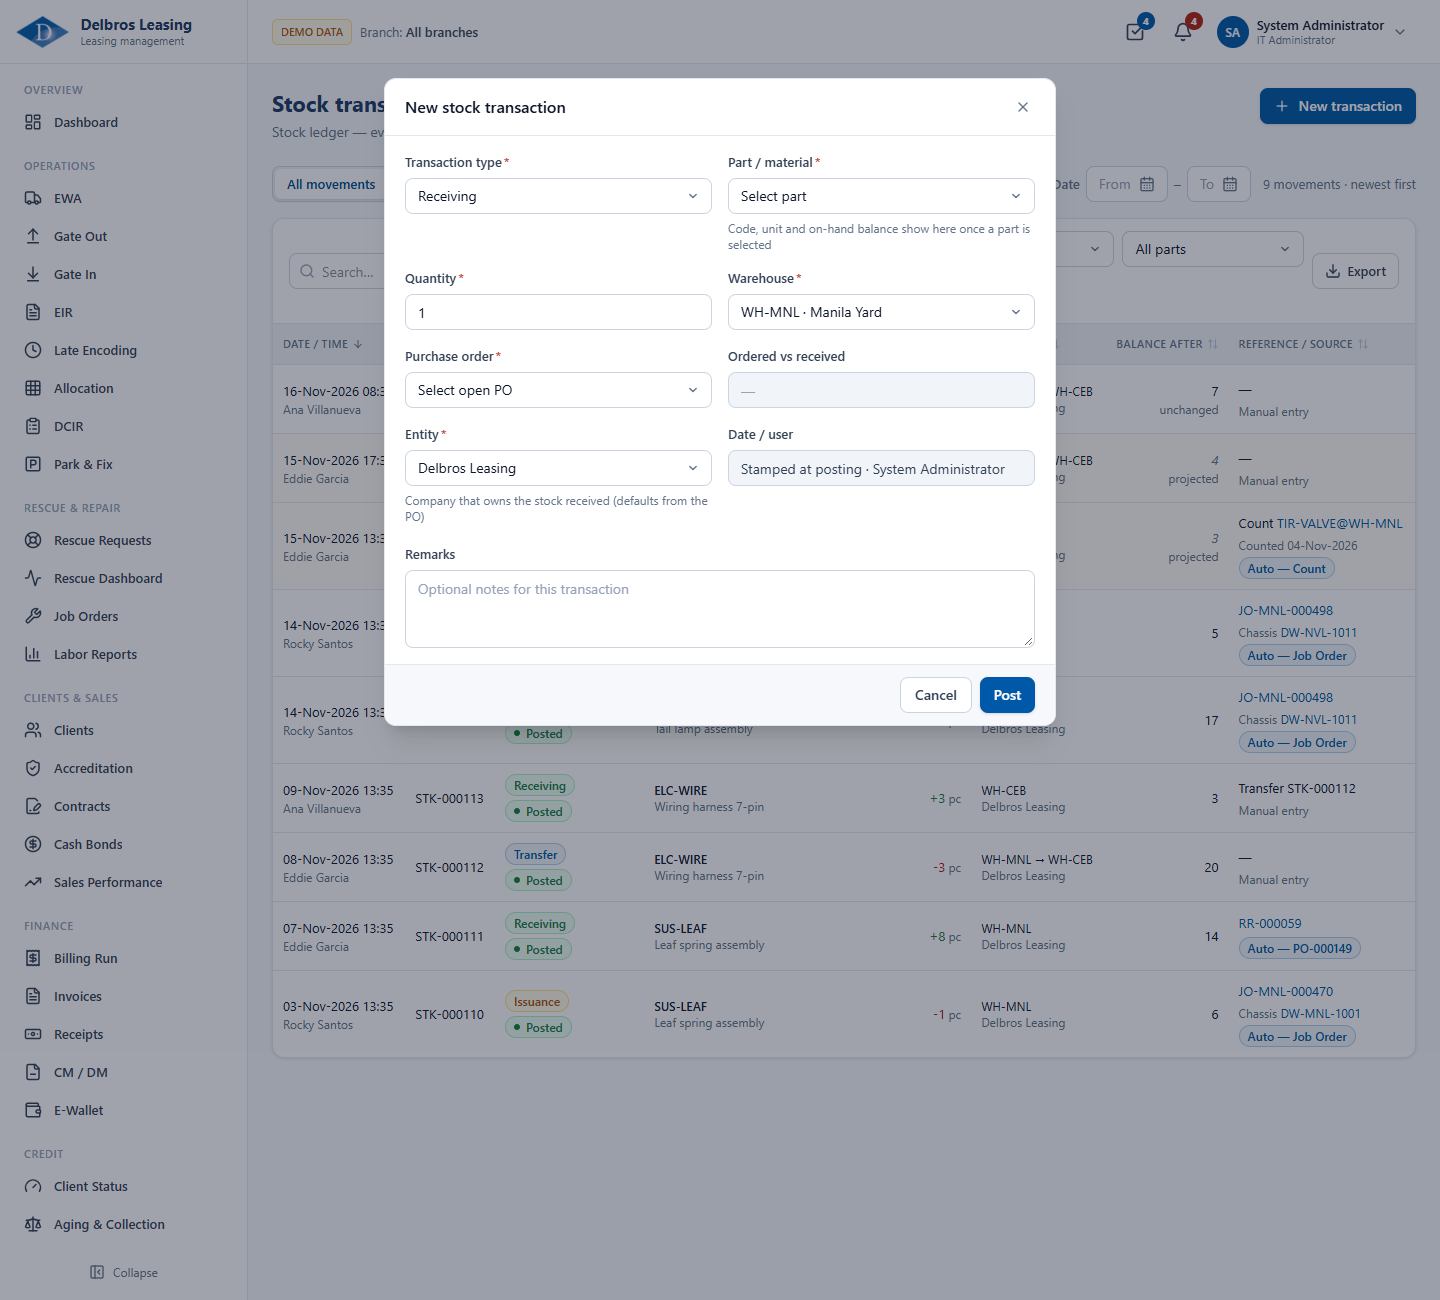 Delbros Leasing
Leasing management
DEMO DATA
Branch: All branches
4
4
SA
System Administrator
IT Administrator
OVERVIEW
Dashboard
OPERATIONS
EWA
Gate Out
Gate In
EIR
Late Encoding
Allocation
DCIR
Park & Fix
RESCUE & REPAIR
Rescue Requests
Rescue Dashboard
Job Orders
Labor Reports
CLIENTS & SALES
Clients
Accreditation
Contracts
Cash Bonds
Sales Performance
FINANCE
Billing Run
Invoices
Receipts
CM / DM
E-Wallet
CREDIT
Client Status
Aging & Collection
Collapse
Stock trans
Stock ledger — ev
New transaction
All movements
Date
From
–
To
9 movements · newest first
Search...
All parts
Export
DATE / TIME
BALANCE AFTER
REFERENCE / SOURCE
16-Nov-2026 08:3
Ana Villanueva
WH-CEB
ng
7
unchanged
—
Manual entry
15-Nov-2026 17:3
Eddie Garcia
WH-CEB
ng
4
projected
—
Manual entry
15-Nov-2026 13:3
Eddie Garcia
ng
3
projected
Count TIR-VALVE@WH-MNL
Counted 04-Nov-2026
Auto — Count
14-Nov-2026 13:3
Rocky Santos
ng
5
JO-MNL-000498
Chassis DW-NVL-1011
Auto — Job Order
14-Nov-2026 13:3
Rocky Santos
Posted
Tail lamp assembly
Delbros Leasing
17
JO-MNL-000498
Chassis DW-NVL-1011
Auto — Job Order
09-Nov-2026 13:35
Ana Villanueva
STK-000113
Receiving
Posted
ELC-WIRE
Wiring harness 7-pin
+3 pc
WH-CEB
Delbros Leasing
3
Transfer STK-000112
Manual entry
08-Nov-2026 13:35
Eddie Garcia
STK-000112
Transfer
Posted
ELC-WIRE
Wiring harness 7-pin
-3 pc
WH-MNL → WH-CEB
Delbros Leasing
20
—
Manual entry
07-Nov-2026 13:35
Eddie Garcia
STK-000111
Receiving
Posted
SUS-LEAF
Leaf spring assembly
+8 pc
WH-MNL
Delbros Leasing
14
RR-000059
Auto — PO-000149
03-Nov-2026 13:35
Rocky Santos
STK-000110
Issuance
Posted
SUS-LEAF
Leaf spring assembly
-1 pc
WH-MNL
Delbros Leasing
6
JO-MNL-000470
Chassis DW-MNL-1001
Auto — Job Order
New stock transaction
Transaction type*
Receiving
Part / material*
Select part
Code, unit and on-hand balance show here once a part is
selected
Quantity*
1
Warehouse*
WH-MNL · Manila Yard
Purchase order*
Select open PO
Ordered vs received
—
Entity*
Delbros Leasing
Company that owns the stock received (defaults from the
PO)
Date / user
Stamped at posting · System Administrator
Remarks
Optional notes for this transaction
Cancel
Post